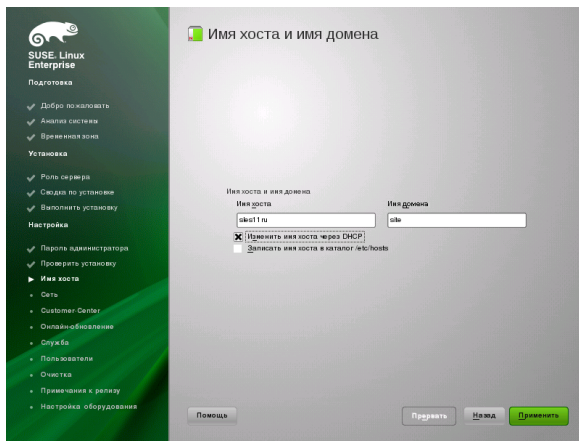 SUSE. Linux
Enterprise
Подготовка
Добро пожаловать
Анализ системы
Временная зона
Установка
Роль сервера
Сводка по установке
Выполнить установку
Настройка
Пароль администратора
Проверить установку
Имя хоста
Сеть
Customer Center
Онлайн-обновление
Служба
Пользователи
Очистка
Примечания к релизу
Настройка оборудования
Имя хоста и имя домена
Имя хоста и имя домена
Имя хоста
Имя домена
sles11ru
site
Изменить имя хоста через DHCP
Записать имя хоста в каталог /etc/hosts
Помощь
Прервать
Назад
Применить